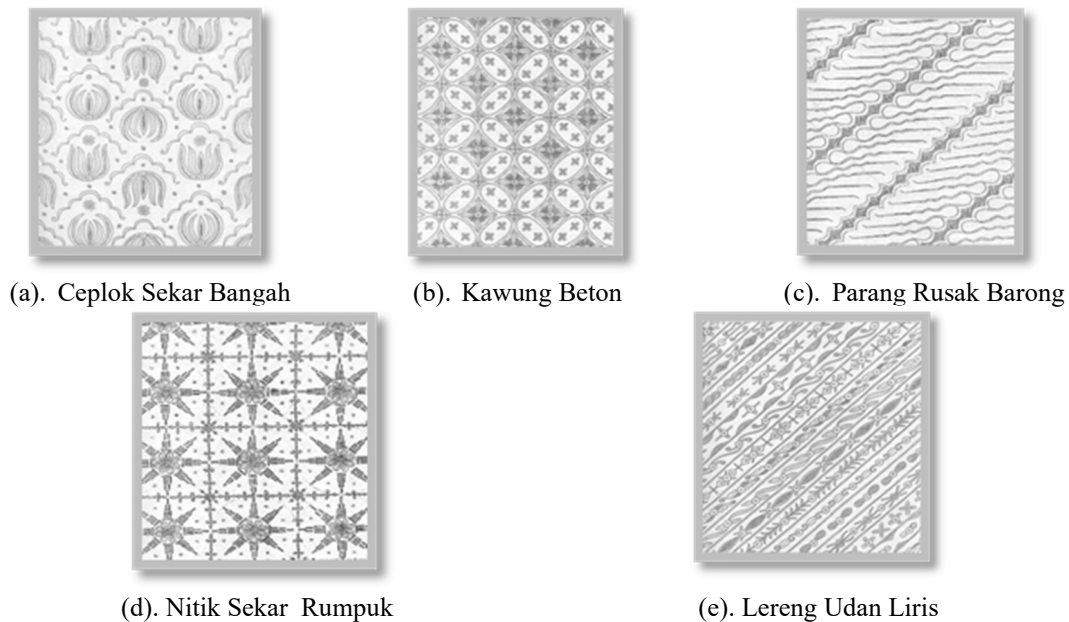 (a). Ceplok Sekar Bangah
(b). Kawung Beton
(c). Parang Rusak Barong
(d). Nitik Sekar Rumpuk
(e). Lereng Udan Liris